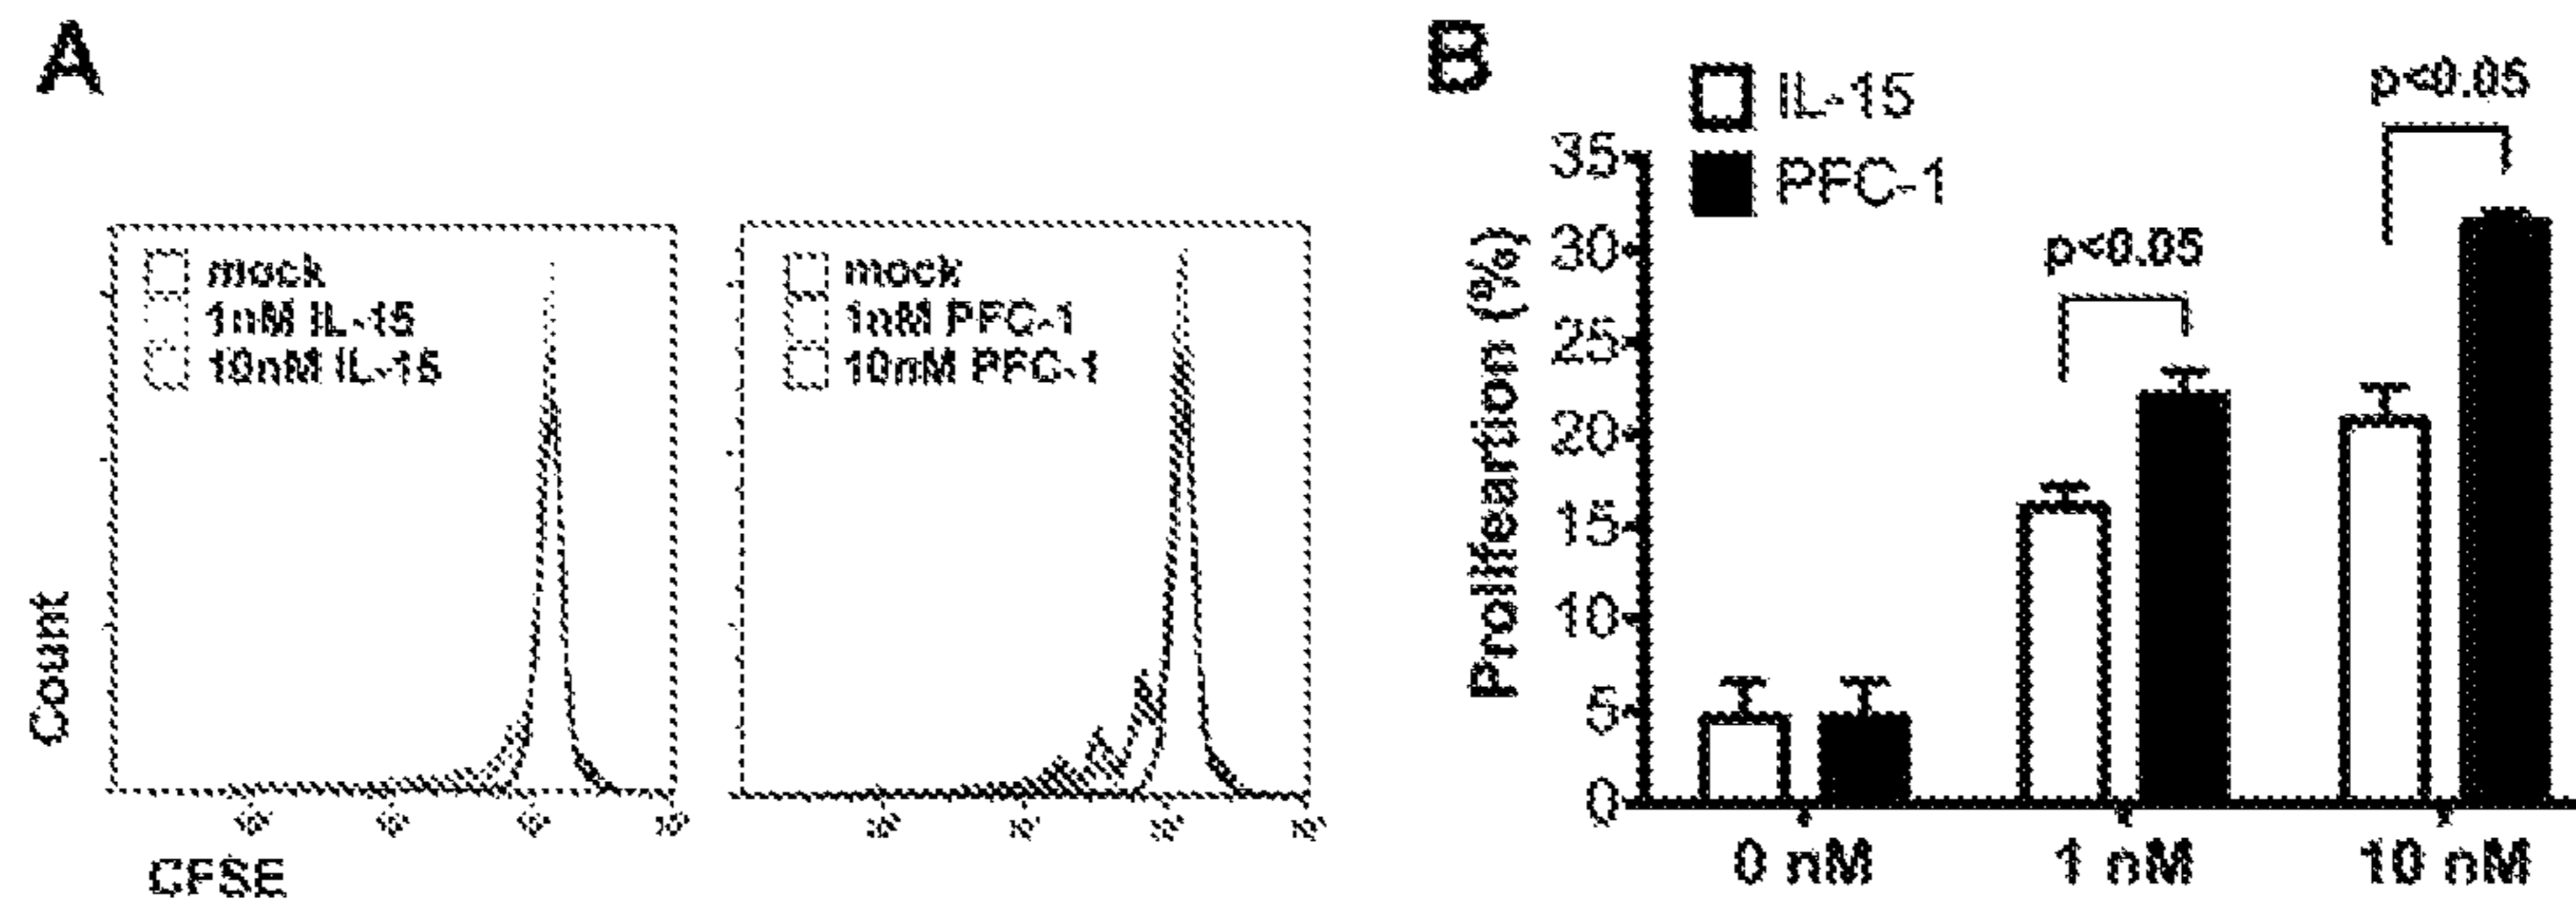 A
mock
1nM IL-15
10nM IL-15
Count
CFSE
mock
1nM PFC-1
10nM PFC-1
B
IL-15
PFC-1
p<0.05
p<0.05
Prolifeartion (%)
35
30
25
20
15
10
5
0
0 nM
1 nM
10 nM